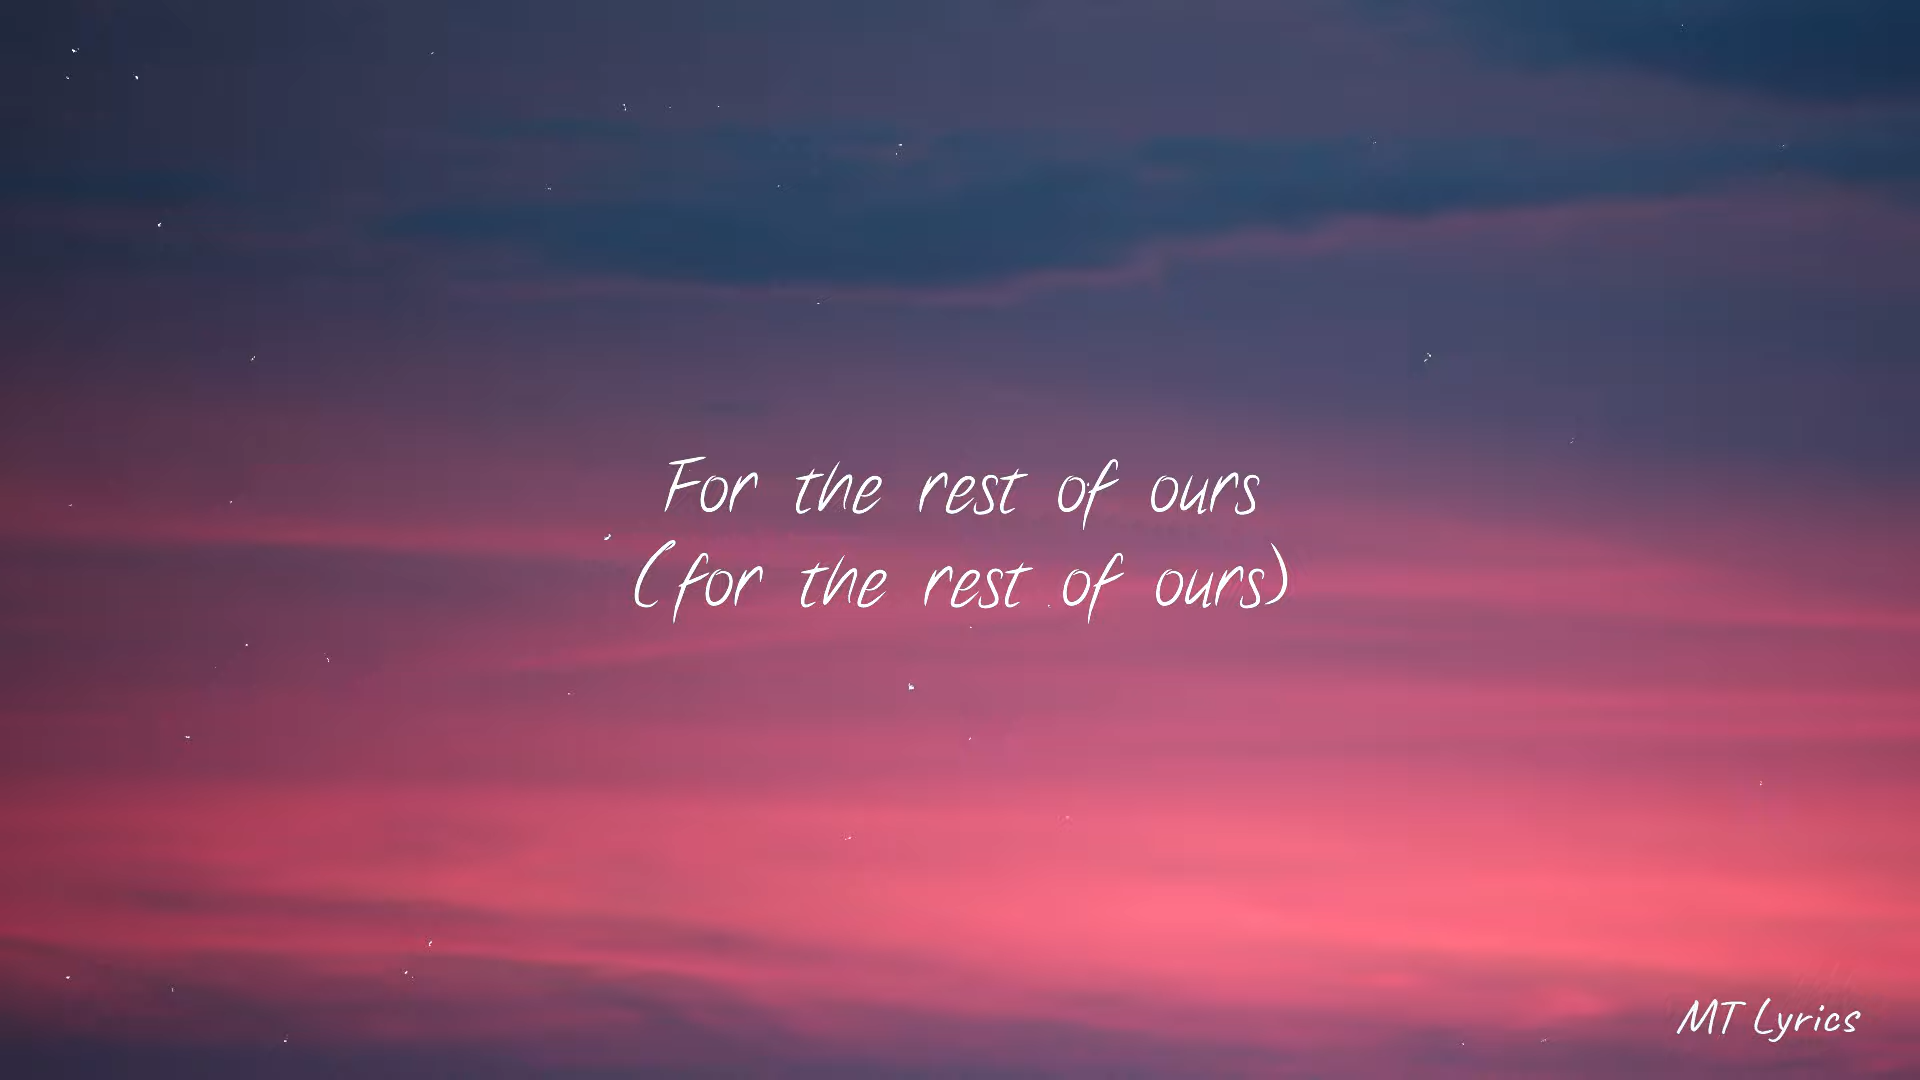 For the rest of ours
(for the rest of ours)
MT Lyrics